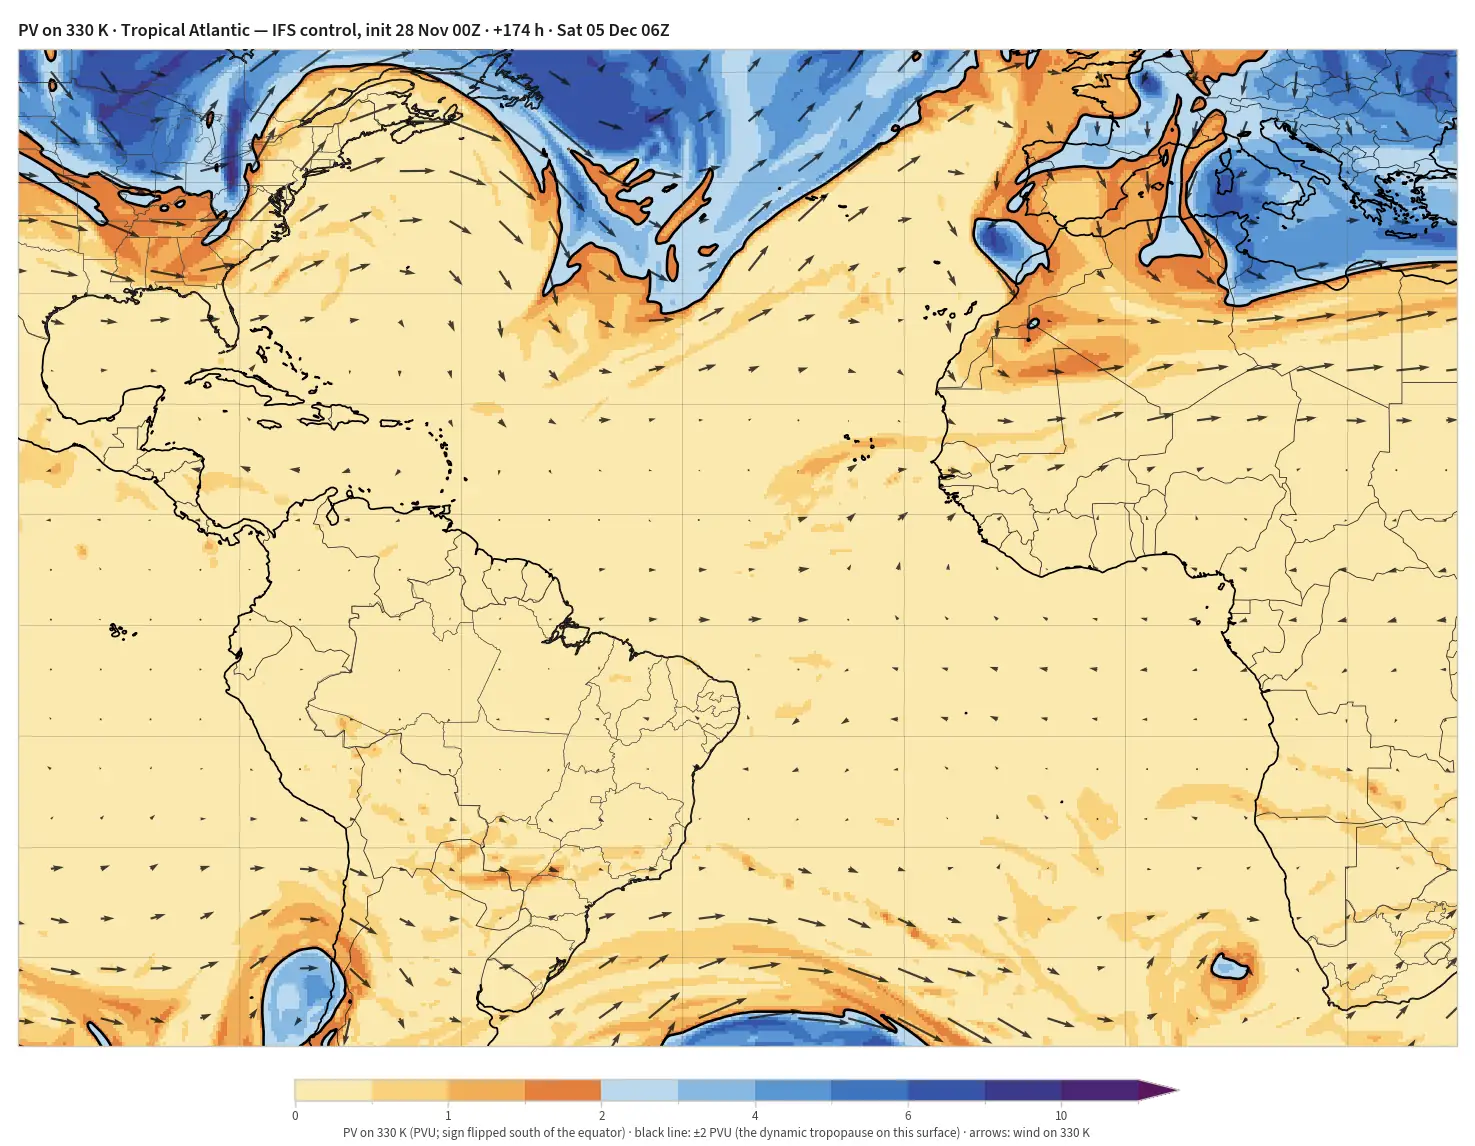 PV on 330 K · Tropical Atlantic — IFS control, init 28 Nov 00Z · +174 h · Sat 05 Dec 06Z
0 1 2 4 6 10
PV on 330 K (PVU; sign flipped south of the equator) · black line: ±2 PVU (the dynamic tropopause on this surface) · arrows: wind on 330 K